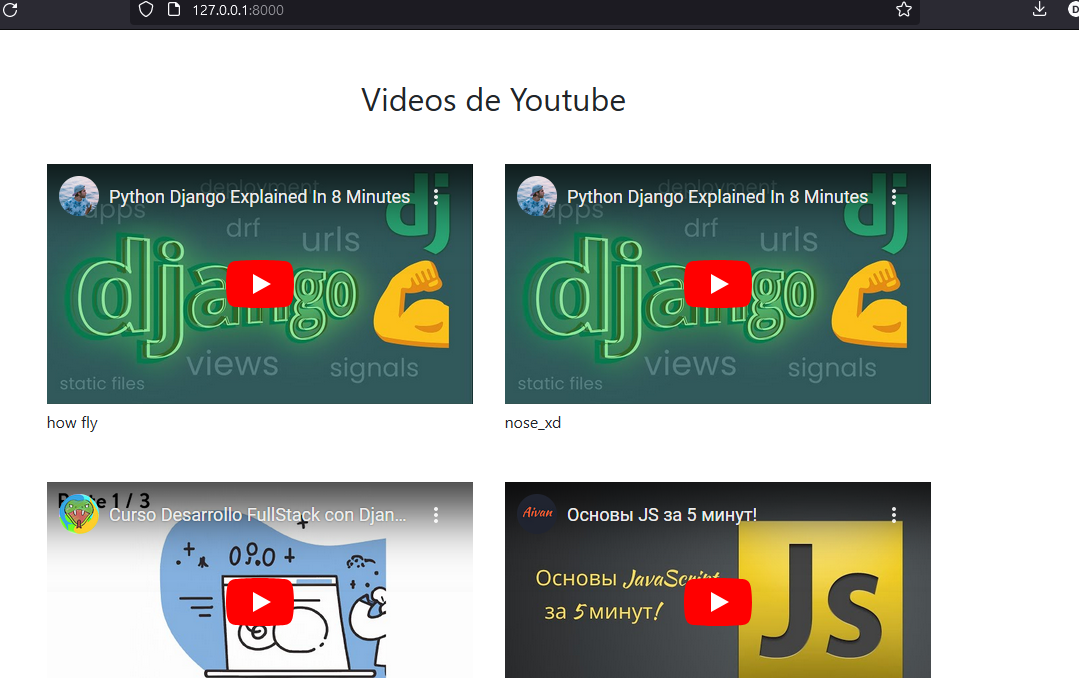 127.0.0.1:8000
D
Videos de Youtube
Python Django Explained In 8 Minutes
deployment
apps
drf
urls
dj
django
views
signals
static files
how fly
Python Django Explained In 8 Minutes
deployment
apps
drf
urls
dj
django
views
signals
static files
nose_xd
Parte 1 / 3
Curso Desarrollo FullStack con Djan...
Aivan
Основы JS за 5 минут!
Основы JavaScript
за 5 минут!
JS